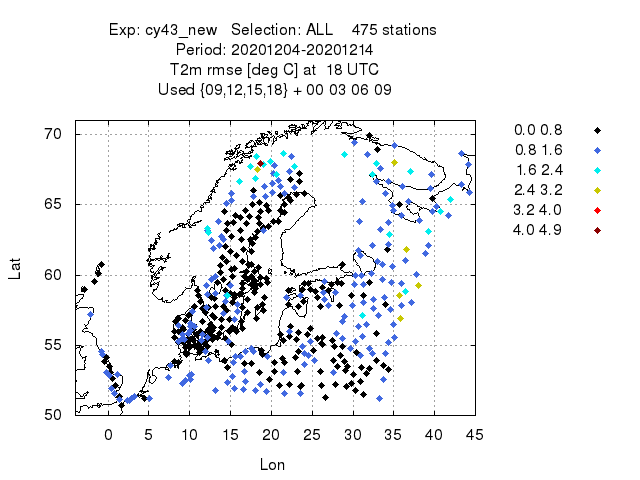 Exp: cy43_new   Selection: ALL    475 stations
Period: 20201204-20201214
T2m rmse [deg C] at  18 UTC
Used {09,12,15,18} + 00 03 06 09
70
65
60
55
50
Lat
0 5 10 15 20 25 30 35 40 45
Lon
0.0 0.8
0.8 1.6
1.6 2.4
2.4 3.2
3.2 4.0
4.0 4.9